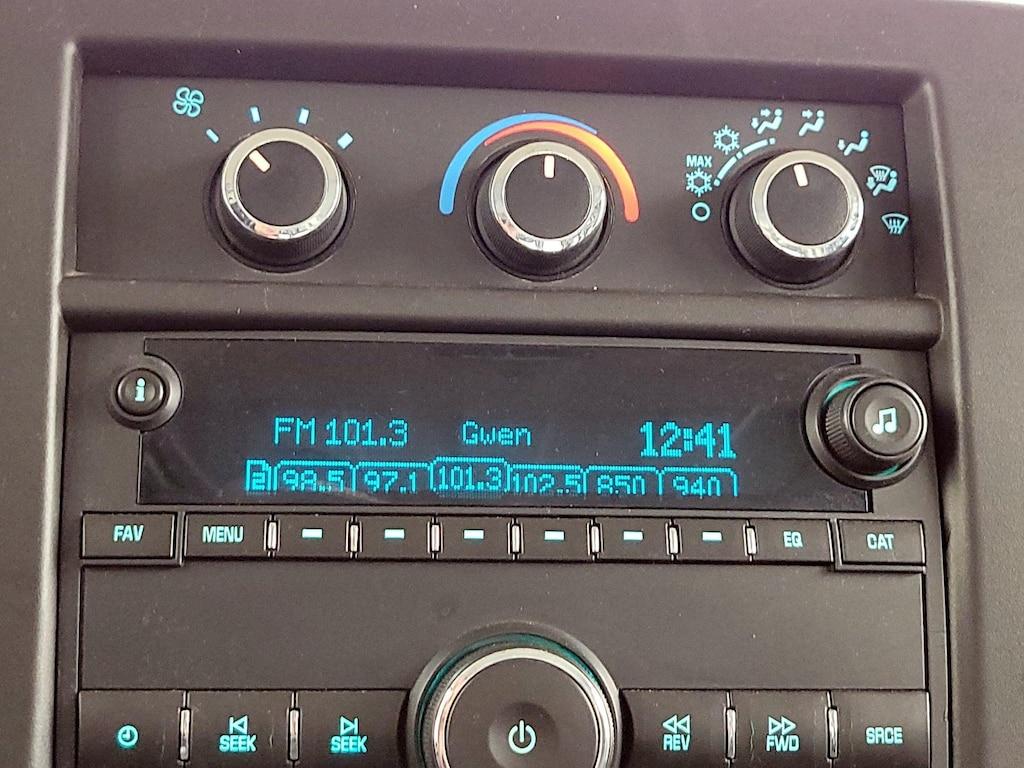 MAX
i
FM 101.3 Gwen 12:41
2 98.5 97.1 101.3 102.5 850 940
FAV MENU EQ CAT
SEEK SEEK REV FWD SRCE